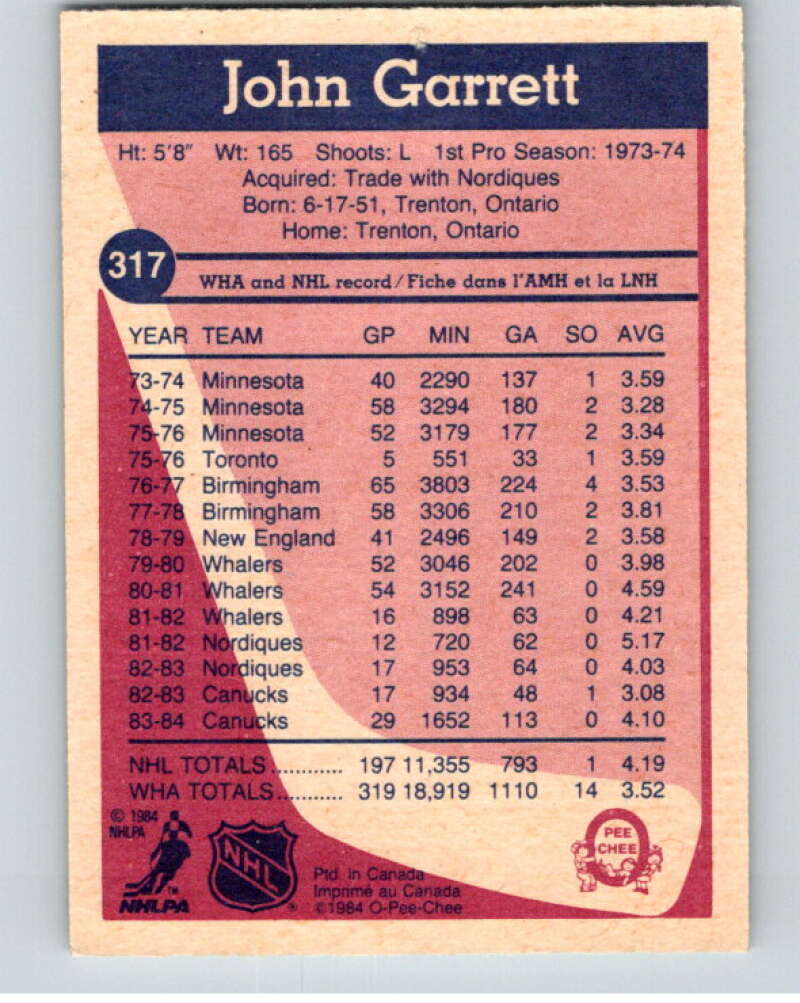 John Garrett
Ht: 5'8" Wt: 165 Shoots: L 1st Pro Season: 1973-74
Acquired: Trade with Nordiques
Born: 6-17-51, Trenton, Ontario
Home: Trenton, Ontario
317
WHA and NHL record/Fiche dans l'AMH et la LNH
YEAR TEAM GP MIN GA SO AVG
73-74 Minnesota 40 2290 137 1 3.59
74-75 Minnesota 58 3294 180 2 3.28
75-76 Minnesota 52 3179 177 2 3.34
75-76 Toronto 5 551 33 1 3.59
76-77 Birmingham 65 3803 224 4 3.53
77-78 Birmingham 58 3306 210 2 3.81
78-79 New England 41 2496 149 2 3.58
79-80 Whalers 52 3046 202 0 3.98
80-81 Whalers 54 3152 241 0 4.59
81-82 Whalers 16 898 63 0 4.21
81-82 Nordiques 12 720 62 0 5.17
82-83 Nordiques 17 953 64 0 4.03
82-83 Canucks 17 934 48 1 3.08
83-84 Canucks 29 1652 113 0 4.10
NHL TOTALS ............ 197 11,355 793 1 4.19
WHA TOTALS........... 319 18,919 1110 14 3.52
© 1984
NHLPA
TM
NHLPA
NHL
®
Ptd. in Canada
Imprimé au Canada
©1984 O-Pee-Chee
PEE
CHEE